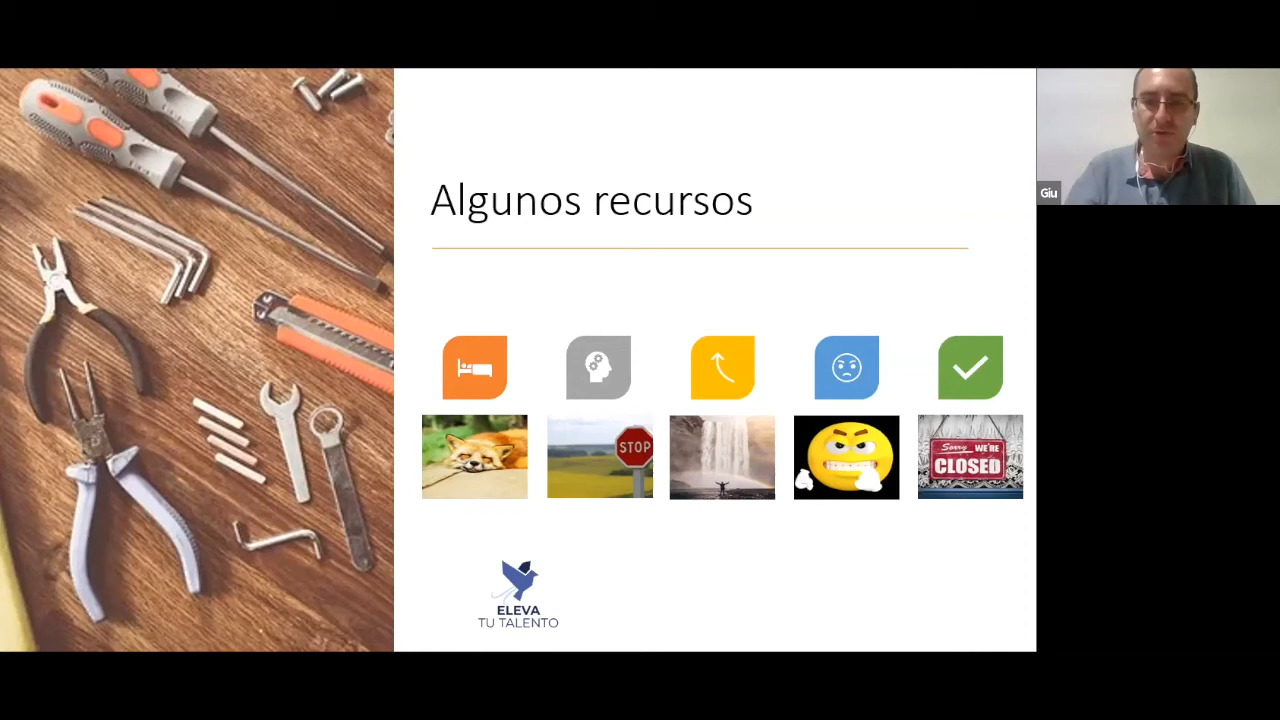 Algunos recursos
Giu
STOP
Sorry WE'RE
CLOSED
ELEVA
TU TALENTO